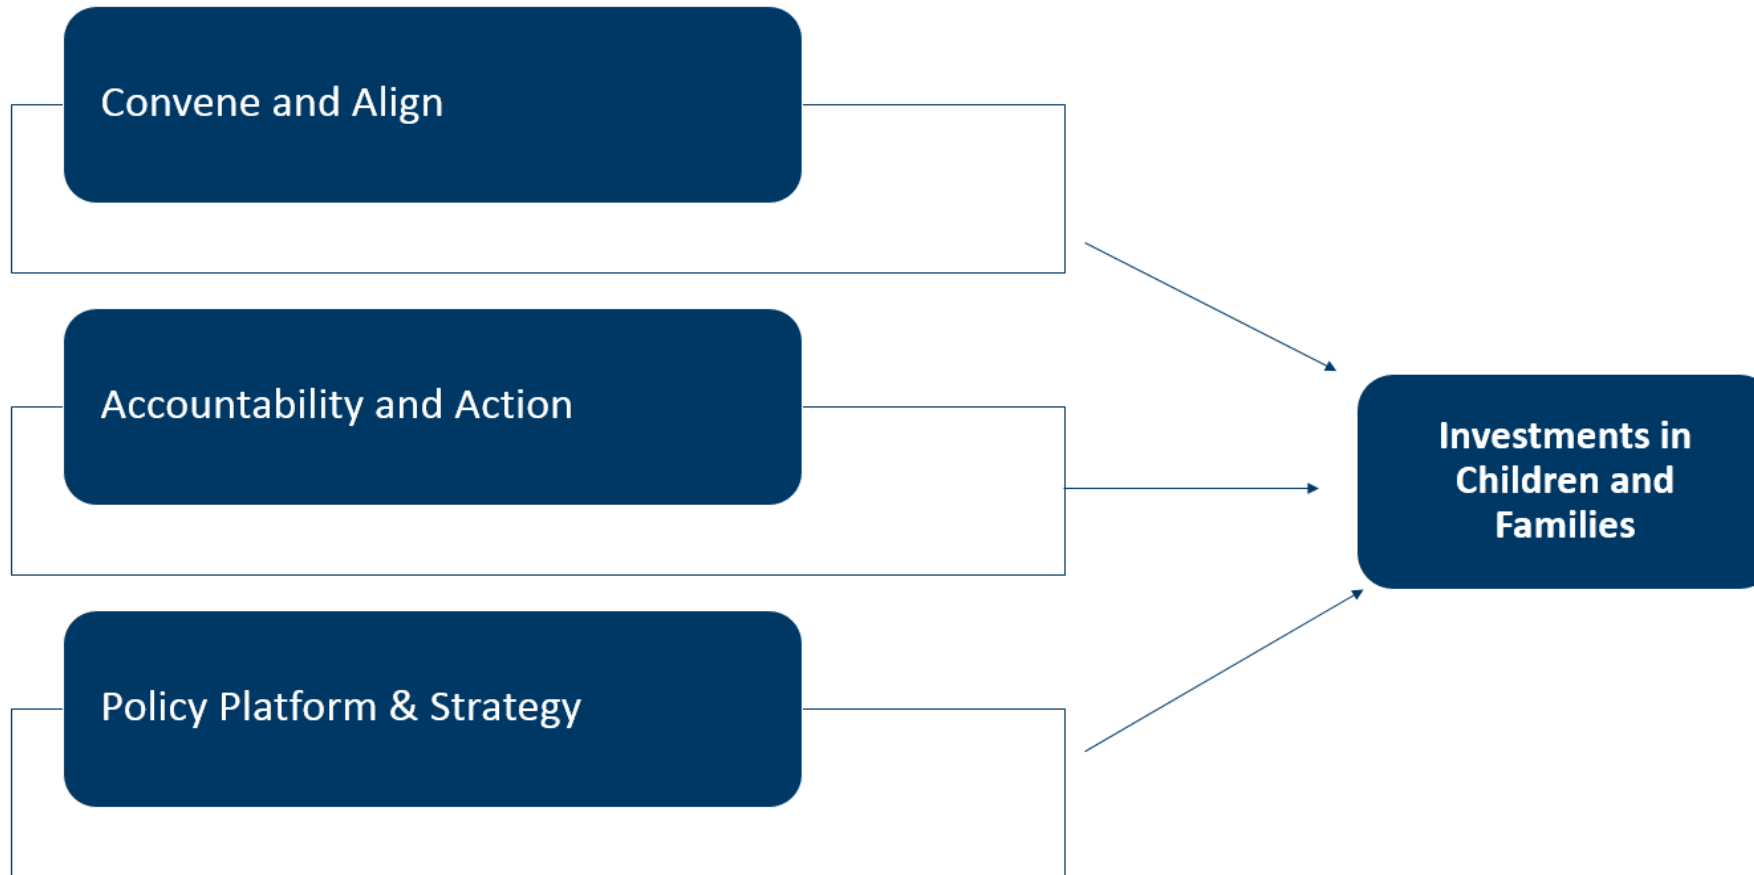 Convene and Align
Accountability and Action
Policy Platform & Strategy
Investments in
Children and
Families